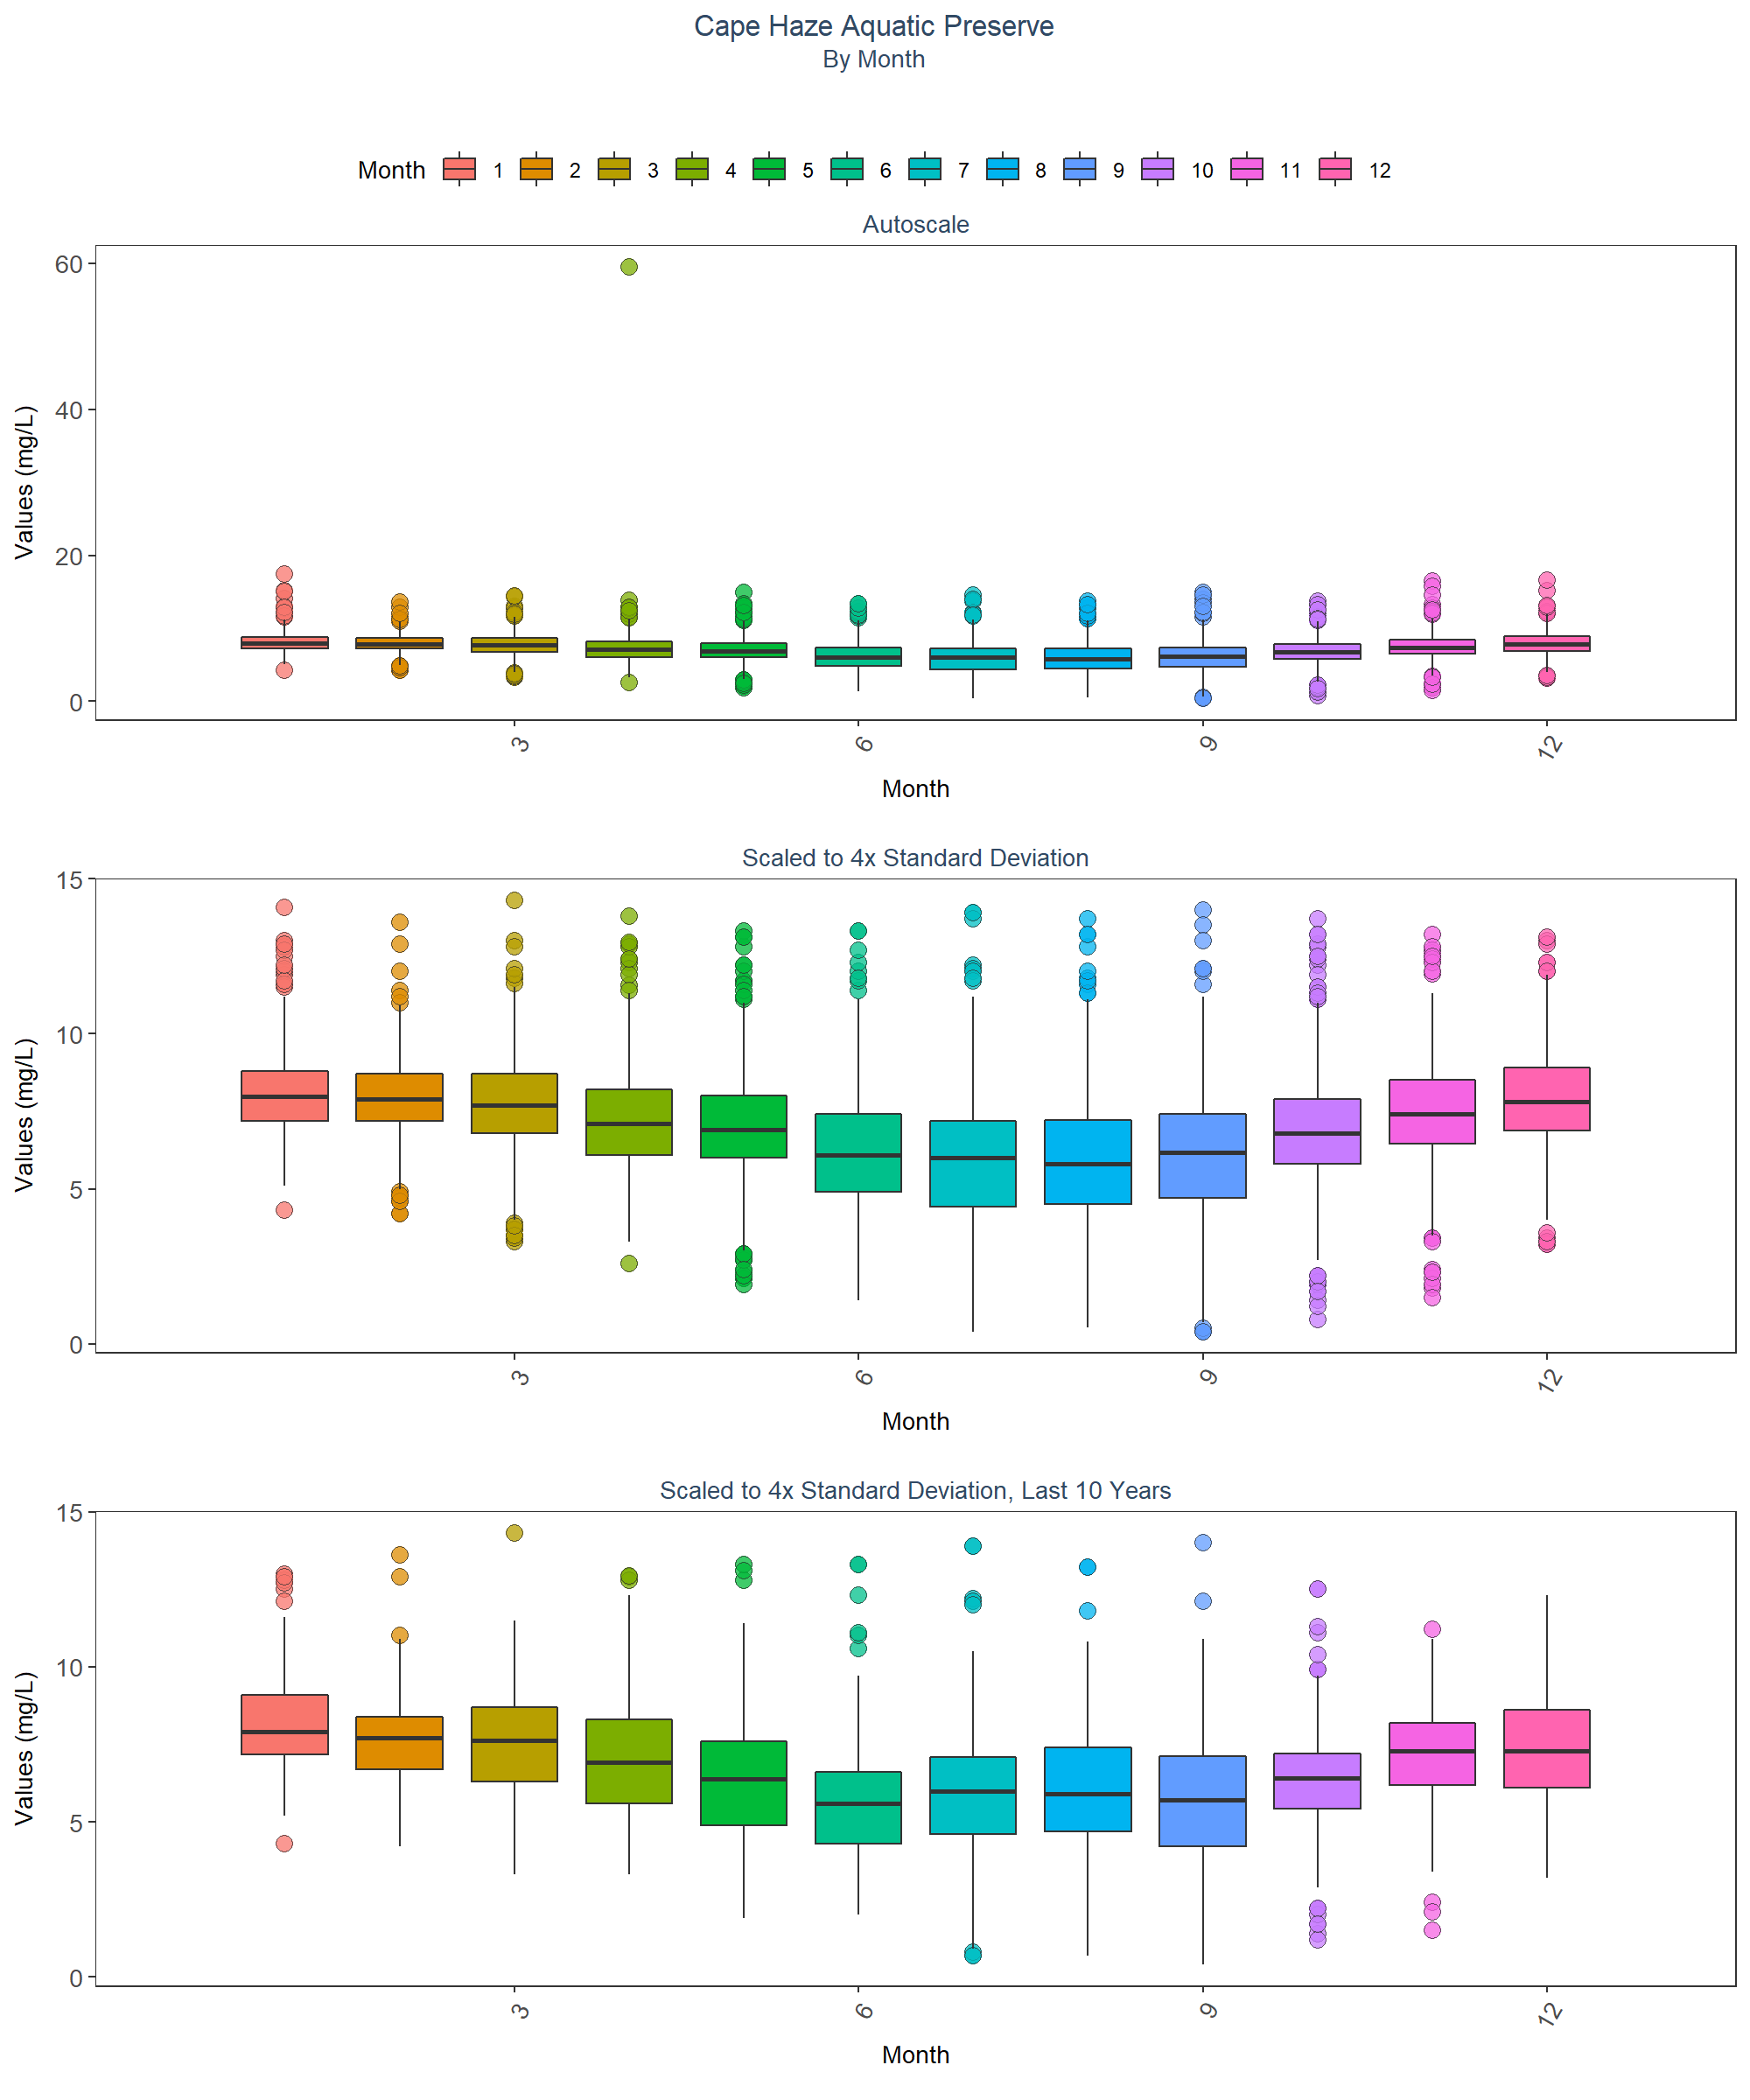 Cape Haze Aquatic Preserve
By Month
Month 1 2 3 4 5 6 7 8 9 10 11 12
Autoscale
60
40
20
0
Values (mg/L)
3 6 9 12
Month
Scaled to 4x Standard Deviation
15
10
5
0
Values (mg/L)
3 6 9 12
Month
Scaled to 4x Standard Deviation, Last 10 Years
15
10
5
0
Values (mg/L)
3 6 9 12
Month